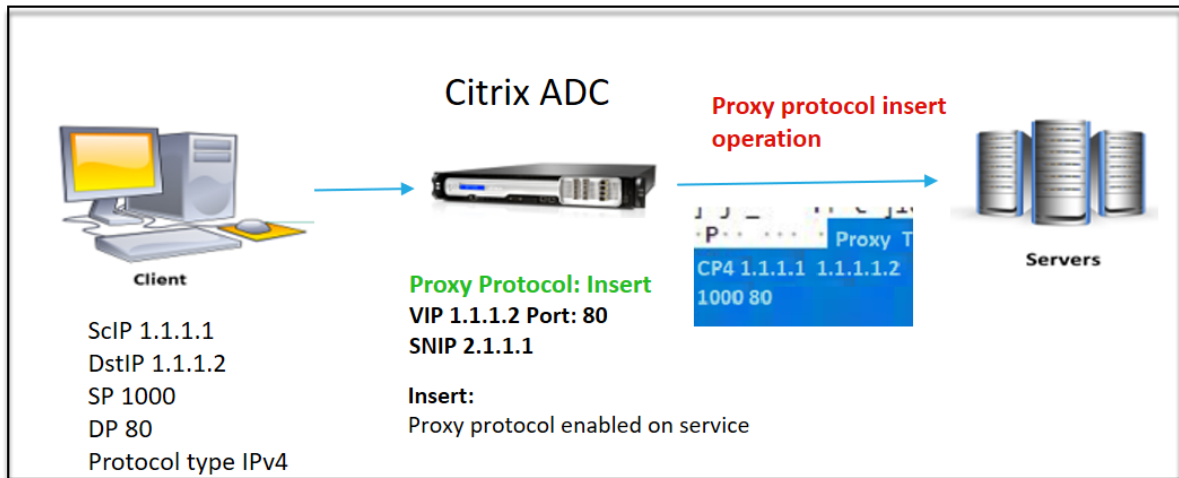 Citrix ADC
Proxy protocol insert
operation
Client
Servers
ScIP 1.1.1.1
DstIP 1.1.1.2
SP 1000
DP 80
Protocol type IPv4
Proxy Protocol: Insert
VIP 1.1.1.2 Port: 80
SNIP 2.1.1.1
Insert:
Proxy protocol enabled on service
·P· Proxy T
CP4 1.1.1.1 1.1.1.1.2
1000 80